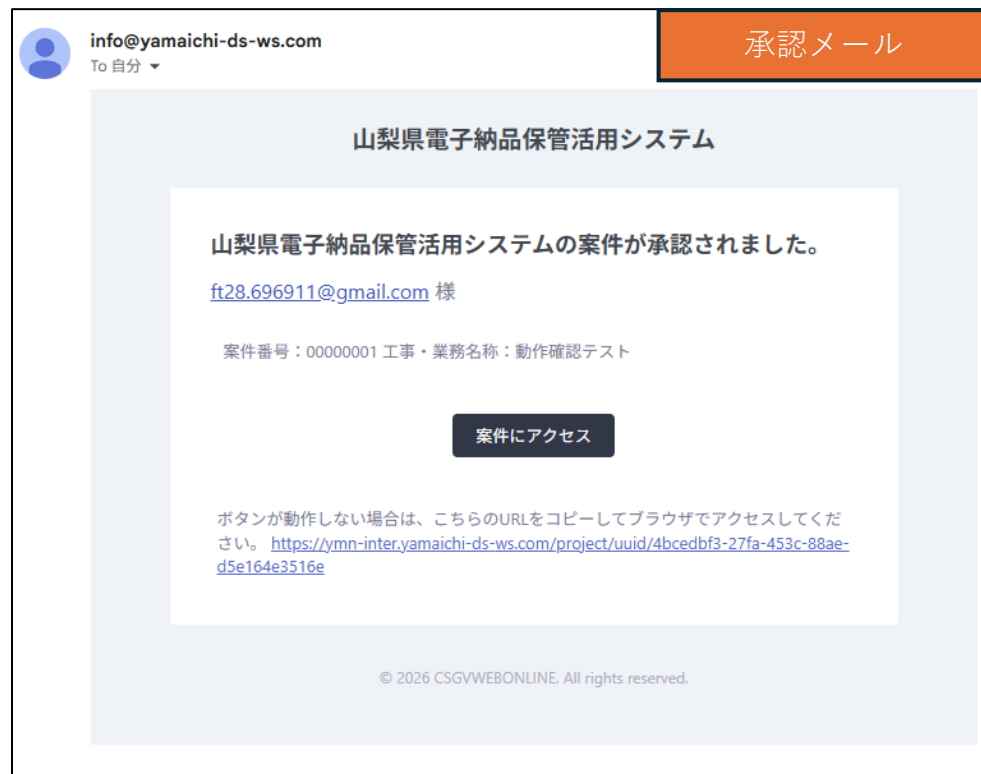 info@yamaichi-ds-ws.com
承認メール
To 自分
山梨県電子納品保管活用システム
山梨県電子納品保管活用システムの案件が承認されました。
ft28.696911@gmail.com 様
案件番号：00000001 工事・業務名称：動作確認テスト
案件にアクセス
ボタンが動作しない場合は、こちらのURLをコピーしてブラウザでアクセスしてくだ
さい。 https://ymn-inter.yamaichi-ds-ws.com/project/uuid/4bcedbf3-27fa-453c-88ae-
d5e164e3516e
© 2026 CSGVWEBONLINE. All rights reserved.